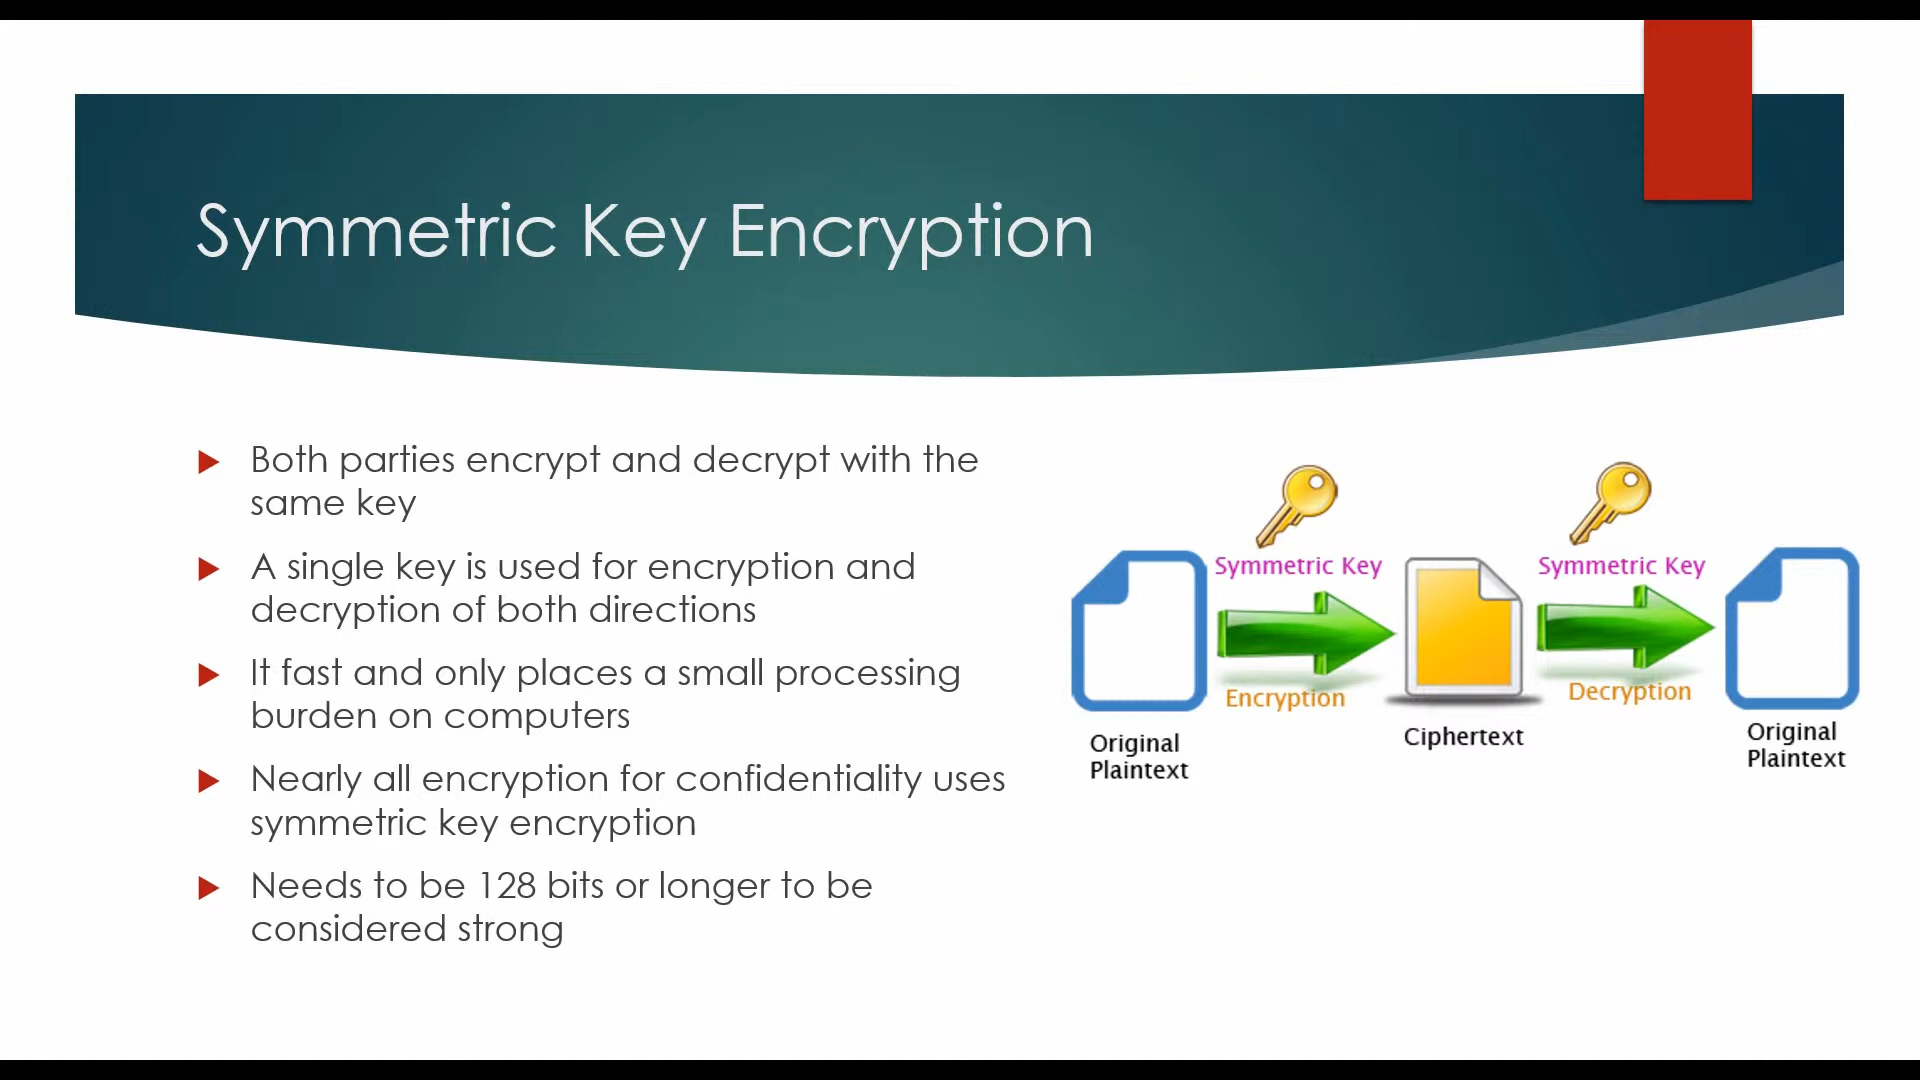 Symmetric Key Encryption
Both parties encrypt and decrypt with the
same key
A single key is used for encryption and
decryption of both directions
It fast and only places a small processing
burden on computers
Nearly all encryption for confidentiality uses
symmetric key encryption
Needs to be 128 bits or longer to be
considered strong
Symmetric Key
Symmetric Key
Encryption
Decryption
Original
Plaintext
Ciphertext
Original
Plaintext